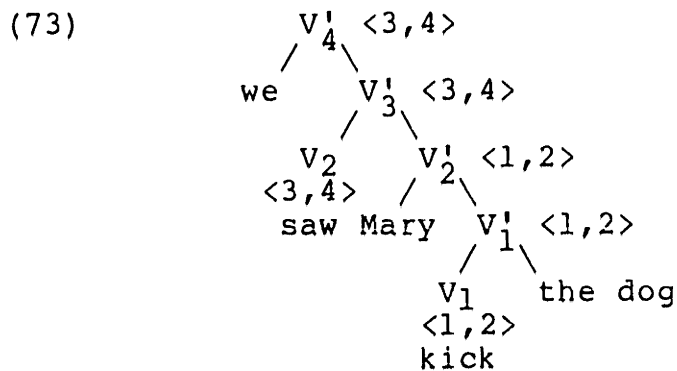 (73) V'4 <3,4>
we V'3 <3,4>
V2 V'2 <1,2>
<3,4>
saw Mary V'1 <1,2>
V1 the dog
<1,2>
kick